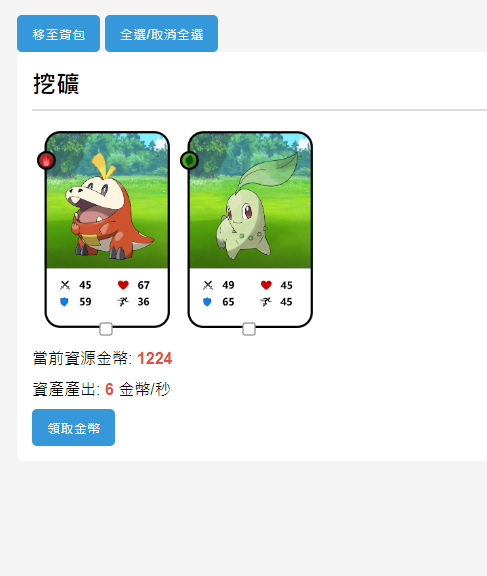 移至背包 全選/取消全選
挖礦
45 67 49 45
59 36 65 45
當前資源金幣: 1224
資產產出: 6 金幣/秒
領取金幣